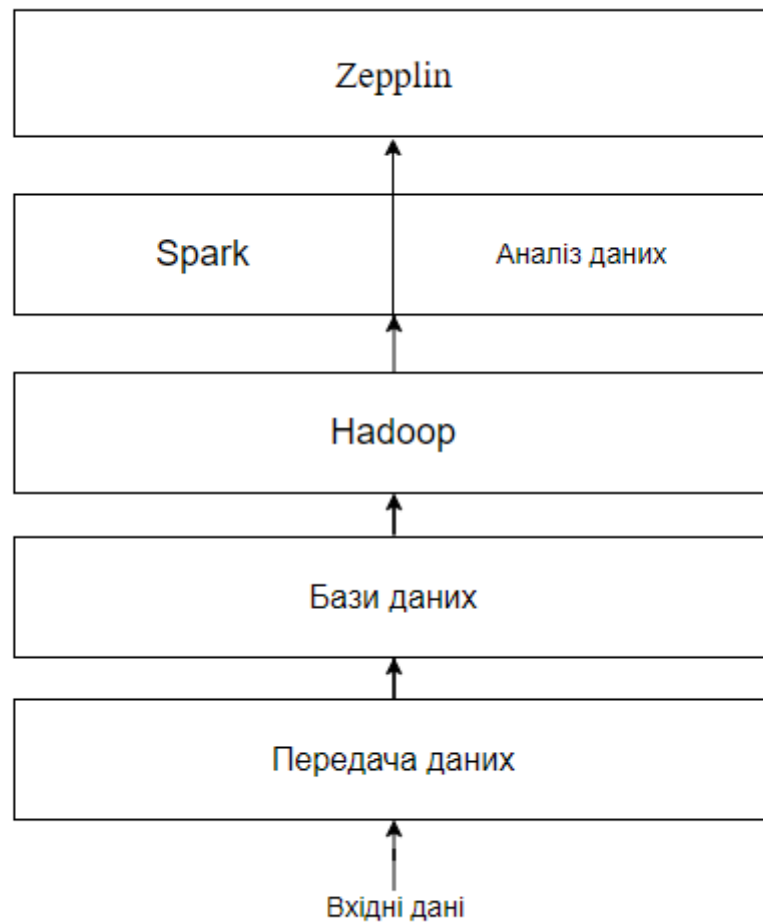 Zepplin
Spark
Аналіз даних
Hadoop
Бази даних
Передача даних
Вхідні дані